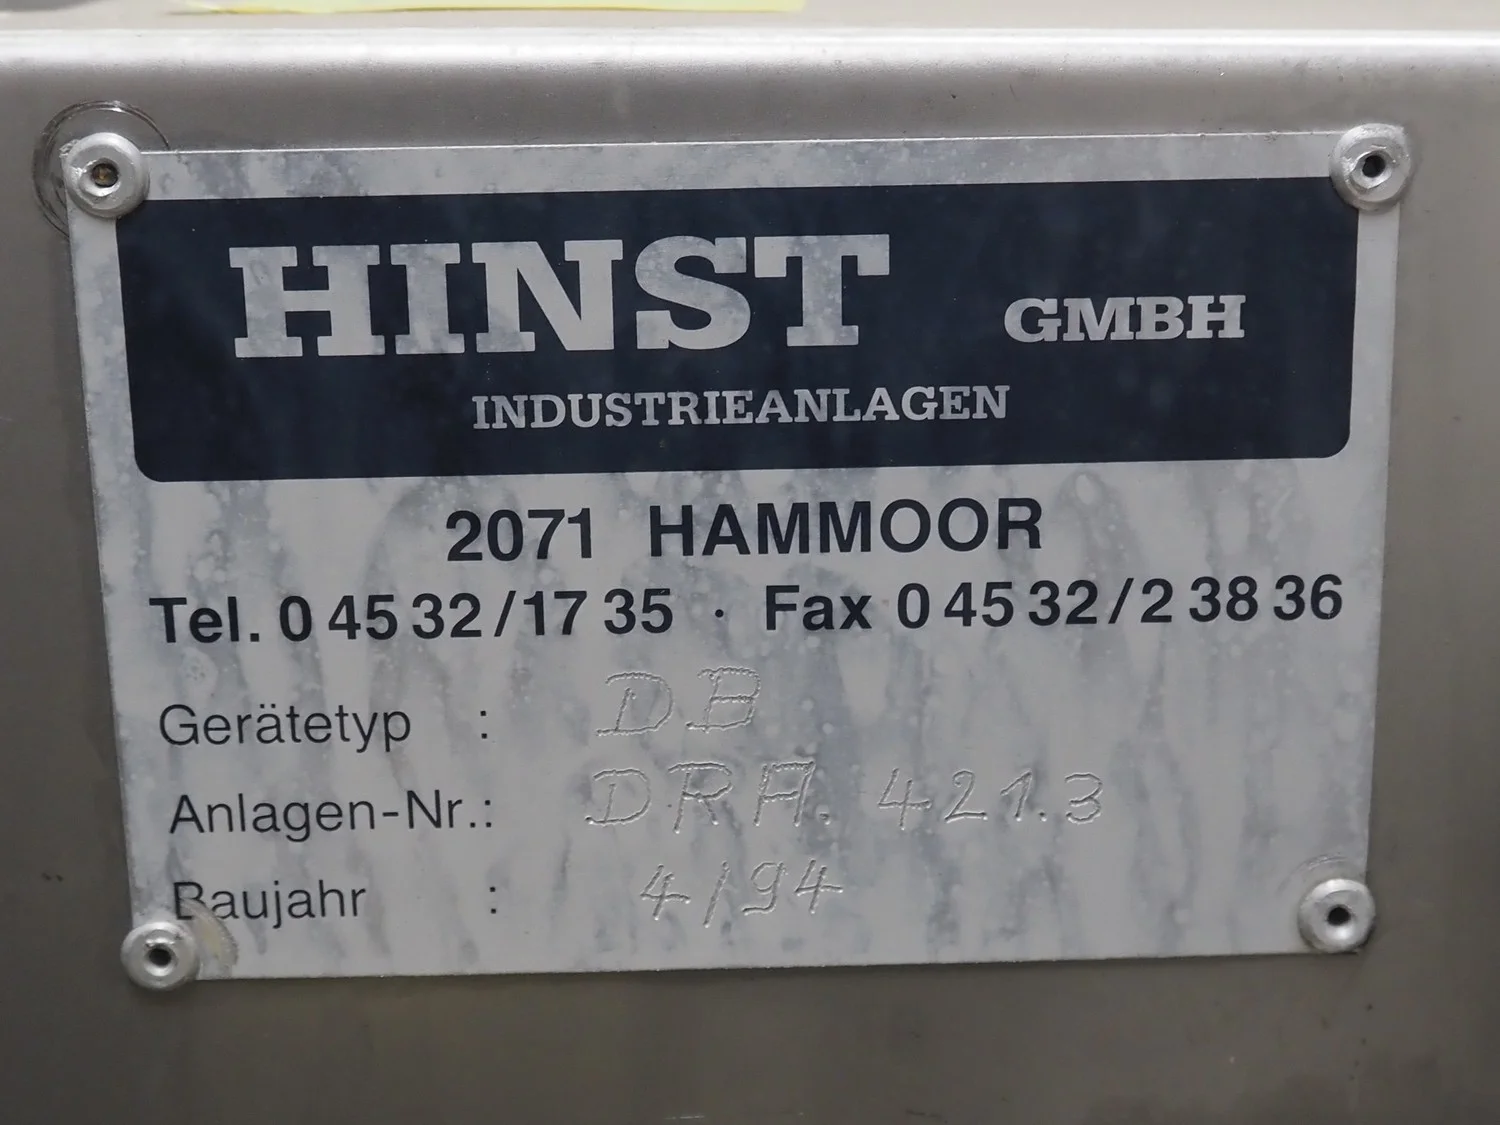 HINST GMBH
INDUSTRIEANLAGEN
2071 HAMMOOR
Tel. 0 45 32/17 35 · Fax 0 45 32/2 38 36
Gerätetyp : DB
Anlagen-Nr.: DRA. 421.3
Baujahr : 4/94